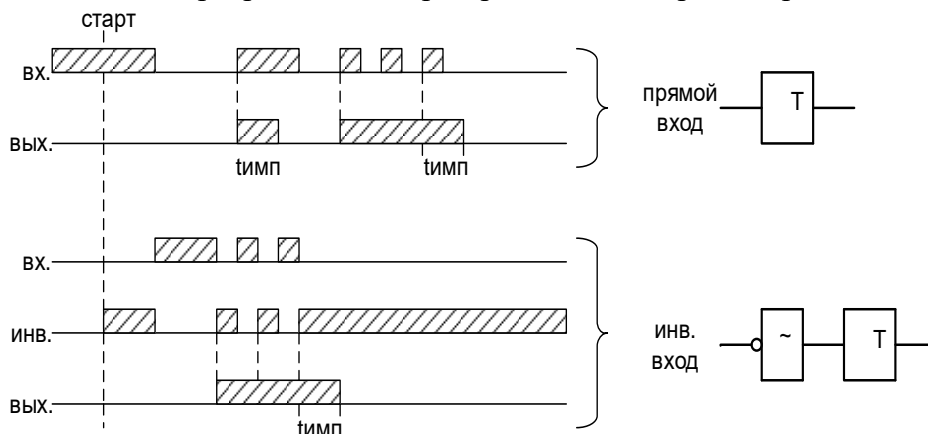 старт
вх.
прямой
вход
Т
вых.
tимп
tимп
вх.
инв.
инв.
вход
~
Т
вых.
tимп